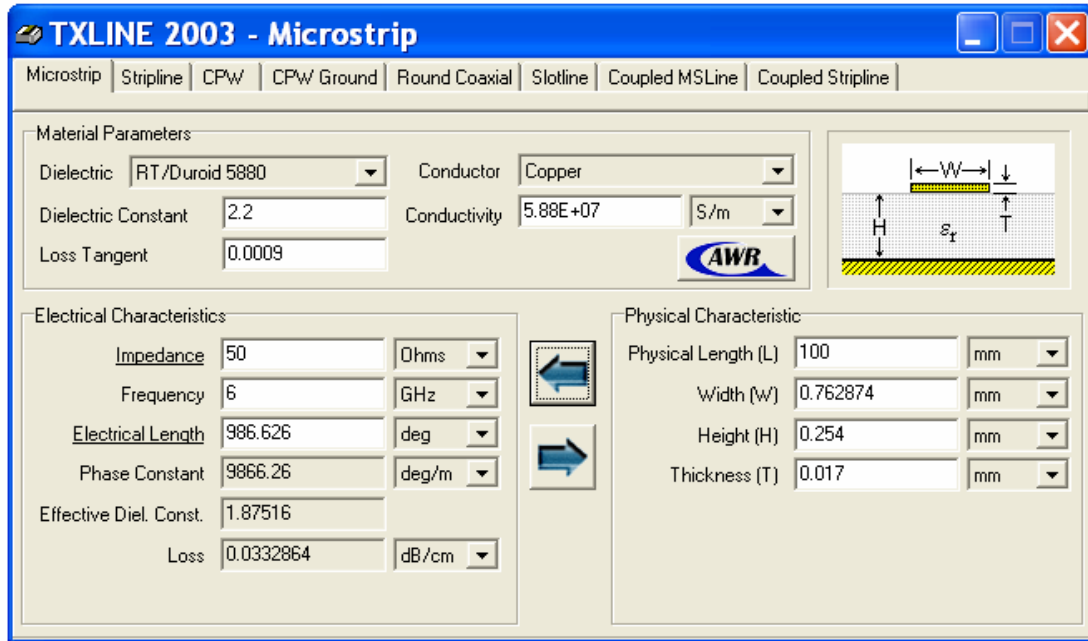 TXLINE 2003 - Microstrip
Microstrip Stripline CPW CPW Ground Round Coaxial Slotline Coupled MSLine Coupled Stripline
Material Parameters
Dielectric RT/Duroid 5880 Conductor Copper
Dielectric Constant 2.2 Conductivity 5.88E+07 S/m
Loss Tangent 0.0009
AWR
W
H
εr
T
Electrical Characteristics
Impedance 50 Ohms
Frequency 6 GHz
Electrical Length 986.626 deg
Phase Constant 9866.26 deg/m
Effective Diel. Const. 1.87516
Loss 0.0332864 dB/cm
Physical Characteristic
Physical Length (L) 100 mm
Width (W) 0.762874 mm
Height (H) 0.254 mm
Thickness (T) 0.017 mm